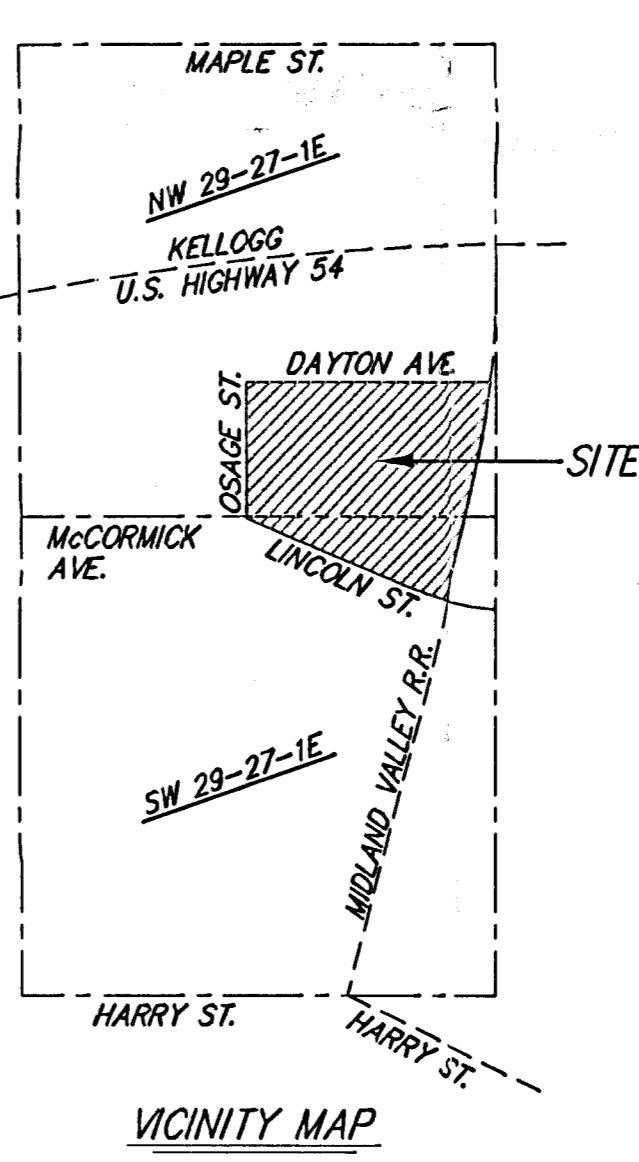 MAPLE ST.
NW 29-27-1E
KELLOGG
U.S. HIGHWAY 54
DAYTON AVE.
OSAGE ST.
SITE
McCORMICK
AVE.
LINCOLN ST.
MIDLAND VALLEY R.R.
SW 29-27-1E
HARRY ST.
HARRY ST.
VICINITY MAP